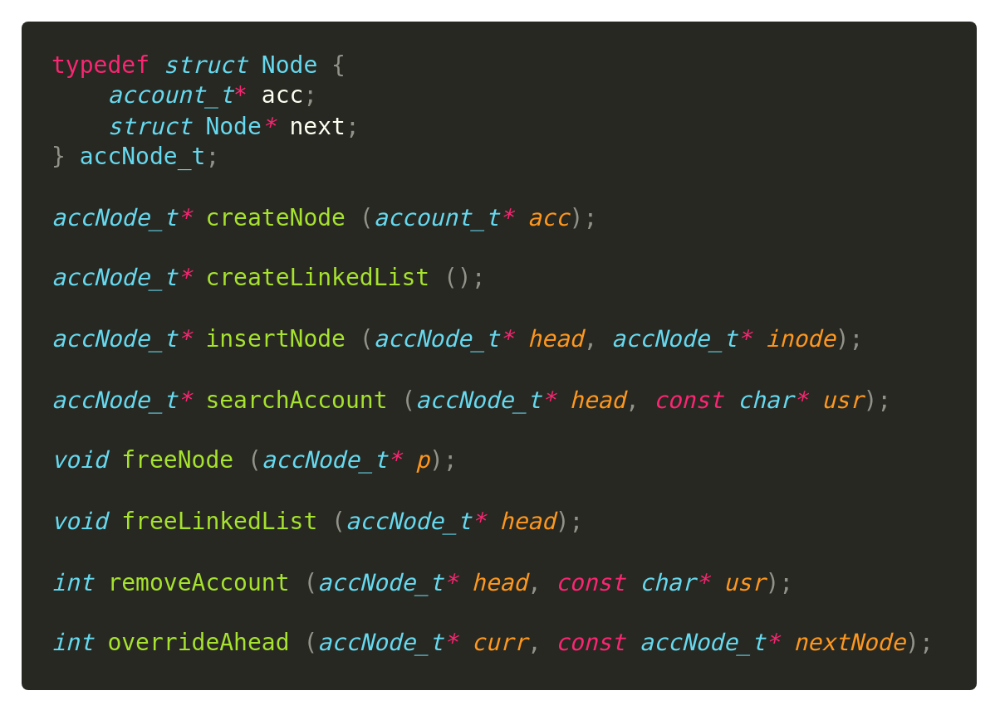 typedef struct Node {
    account_t* acc;
    struct Node* next;
} accNode_t;
accNode_t* createNode (account_t* acc);
accNode_t* createLinkedList ();
accNode_t* insertNode (accNode_t* head, accNode_t* inode);
accNode_t* searchAccount (accNode_t* head, const char* usr);
void freeNode (accNode_t* p);
void freeLinkedList (accNode_t* head);
int removeAccount (accNode_t* head, const char* usr);
int overrideAhead (accNode_t* curr, const accNode_t* nextNode);